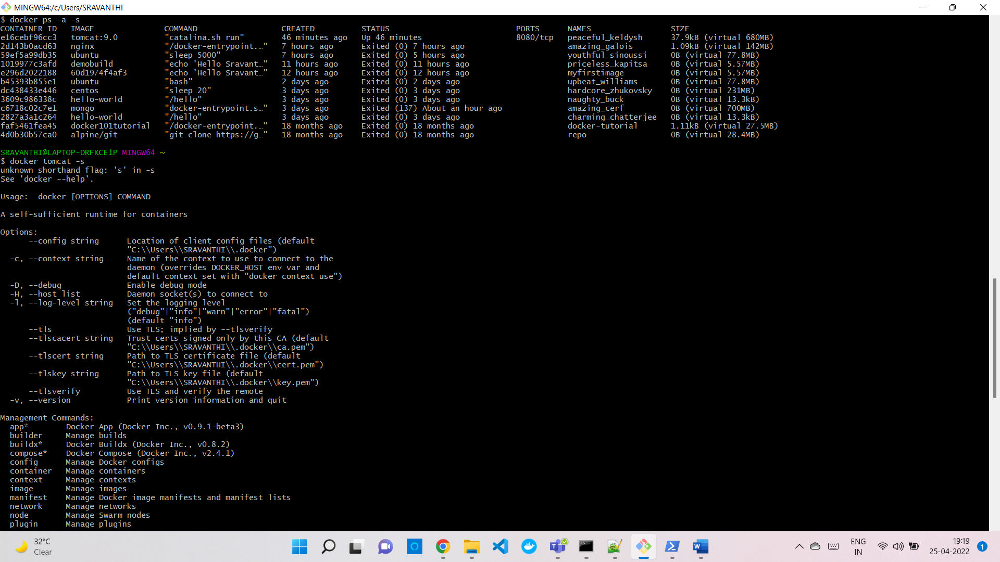 MINGW64:/c/Users/SRAVANTHI
$ docker ps -a -s
CONTAINER ID   IMAGE               COMMAND                  CREATED          STATUS                           PORTS      NAMES                 SIZE
e16cebf96cc3   tomcat:9.0          "catalina.sh run"        46 minutes ago   Up 46 minutes                    8080/tcp   peaceful_keldysh      37.9kB (virtual 680MB)
2d143b0acd63   nginx               "/docker-entrypoint.…"   7 hours ago      Exited (0) 7 hours ago                      amazing_galois        1.09kB (virtual 142MB)
59ef5a99db35   ubuntu              "sleep 5000"             7 hours ago      Exited (0) 5 hours ago                      youthful_sinoussi     0B (virtual 77.8MB)
1019977c3afd   demobuild           "echo 'Hello Sravant…"   11 hours ago     Exited (0) 11 hours ago                     priceless_kapitsa     0B (virtual 5.57MB)
e296d2022188   60d1974f4af3        "echo 'Hello Sravant…"   12 hours ago     Exited (0) 12 hours ago                     myfirstimage          0B (virtual 5.57MB)
b45393b855e1   ubuntu              "bash"                   2 days ago       Exited (0) 2 days ago                       upbeat_williams       0B (virtual 77.8MB)
dc438433e446   centos              "sleep 20"               3 days ago       Exited (0) 3 days ago                       hardcore_zhukovsky    0B (virtual 231MB)
3609c986338c   hello-world         "/hello"                 3 days ago       Exited (0) 3 days ago                       naughty_buck          0B (virtual 13.3kB)
c6718c02c7e1   mongo               "docker-entrypoint.s…"   3 days ago       Exited (137) About an hour ago              amazing_cerf          0B (virtual 700MB)
2827a3a1c264   hello-world         "/hello"                 3 days ago       Exited (0) 3 days ago                       charming_chatterjee   0B (virtual 13.3kB)
faf5461fea45   docker101tutorial   "/docker-entrypoint.…"   18 months ago    Exited (0) 18 months ago                    docker-tutorial       1.11kB (virtual 27.5MB)
4d0b30b57ca0   alpine/git          "git clone https://g…"   18 months ago    Exited (0) 18 months ago                    repo                  0B (virtual 28.4MB)
SRAVANTHI@LAPTOP-DRFKCE1P MINGW64 ~
$ docker tomcat -s
unknown shorthand flag: 's' in -s
See 'docker --help'.
Usage:  docker [OPTIONS] COMMAND
A self-sufficient runtime for containers
Options:
      --config string      Location of client config files (default
                           "C:\\Users\\SRAVANTHI\\.docker")
  -c, --context string     Name of the context to use to connect to the
                           daemon (overrides DOCKER_HOST env var and
                           default context set with "docker context use")
  -D, --debug              Enable debug mode
  -H, --host list          Daemon socket(s) to connect to
  -l, --log-level string   Set the logging level
                           ("debug"|"info"|"warn"|"error"|"fatal")
                           (default "info")
      --tls                Use TLS; implied by --tlsverify
      --tlscacert string   Trust certs signed only by this CA (default
                           "C:\\Users\\SRAVANTHI\\.docker\\ca.pem")
      --tlscert string     Path to TLS certificate file (default
                           "C:\\Users\\SRAVANTHI\\.docker\\cert.pem")
      --tlskey string      Path to TLS key file (default
                           "C:\\Users\\SRAVANTHI\\.docker\\key.pem")
      --tlsverify          Use TLS and verify the remote
  -v, --version            Print version information and quit
Management Commands:
  app*        Docker App (Docker Inc., v0.9.1-beta3)
  builder     Manage builds
  buildx*     Docker Buildx (Docker Inc., v0.8.2)
  compose*    Docker Compose (Docker Inc., v2.4.1)
  config      Manage Docker configs
  container   Manage containers
  context     Manage contexts
  image       Manage images
  manifest    Manage Docker image manifests and manifest lists
  network     Manage networks
  node        Manage Swarm nodes
  plugin      Manage plugins
32°C
Clear
ENG
IN
19:19
25-04-2022
1